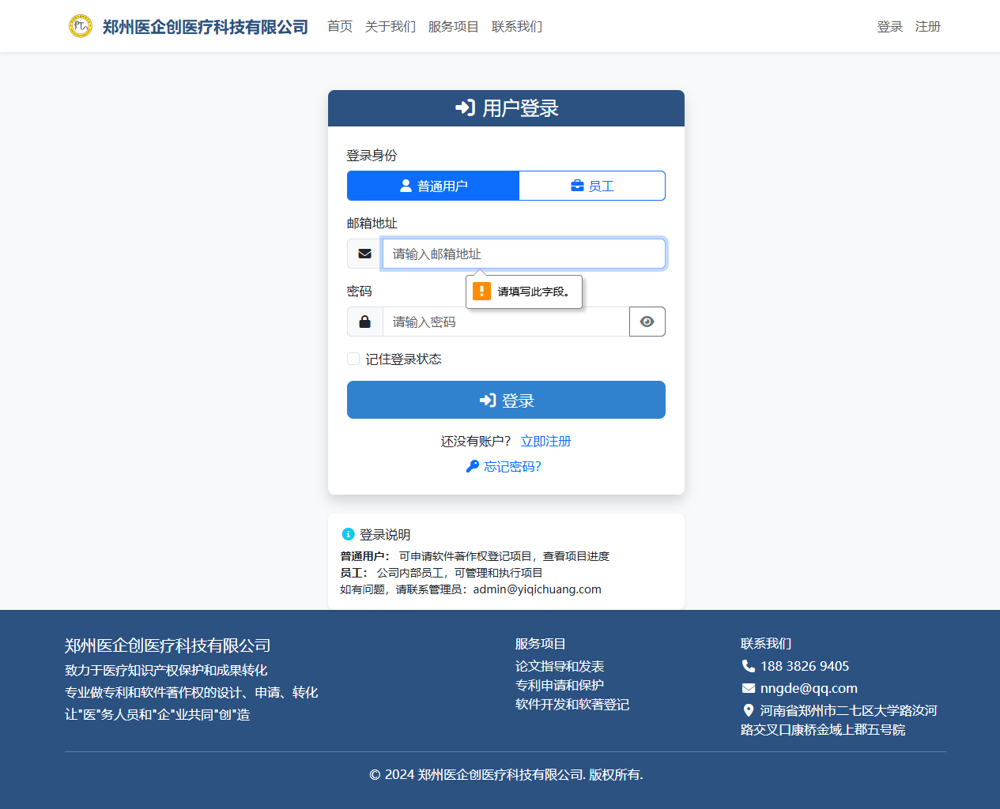 郑州医企创医疗科技有限公司 首页 关于我们 服务项目 联系我们 登录 注册
用户登录
登录身份
普通用户 员工
邮箱地址
请输入邮箱地址
请填写此字段。
密码
请输入密码
记住登录状态
登录
还没有账户? 立即注册
忘记密码?
登录说明
普通用户： 可申请软件著作权登记项目，查看项目进度
员工： 公司内部员工，可管理和执行项目
如有问题，请联系管理员：admin@yiqichuang.com
郑州医企创医疗科技有限公司
致力于医疗知识产权保护和成果转化
专业做专利和软件著作权的设计、申请、转化
让"医"务人员和"企"业共同"创"造
服务项目
论文指导和发表
专利申请和保护
软件开发和软著登记
联系我们
188 3826 9405
nngde@qq.com
河南省郑州市二七区大学路汝河
路交叉口康桥金域上郡五号院
© 2024 郑州医企创医疗科技有限公司. 版权所有.